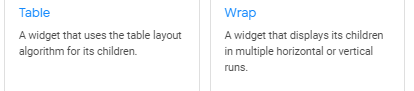 Table
A widget that uses the table layout
algorithm for its children.
Wrap
A widget that displays its children
in multiple horizontal or vertical
runs.